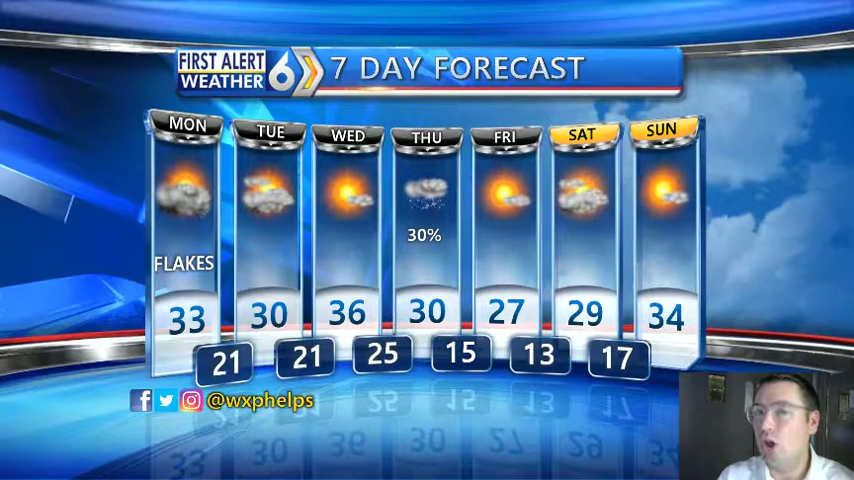 FIRST ALERT
WEATHER 6
7 DAY FORECAST
MON TUE WED THU FRI SAT SUN
30%
FLAKES
33 30 36 30 27 29 34
21 21 25 15 13 17
@wxphelps